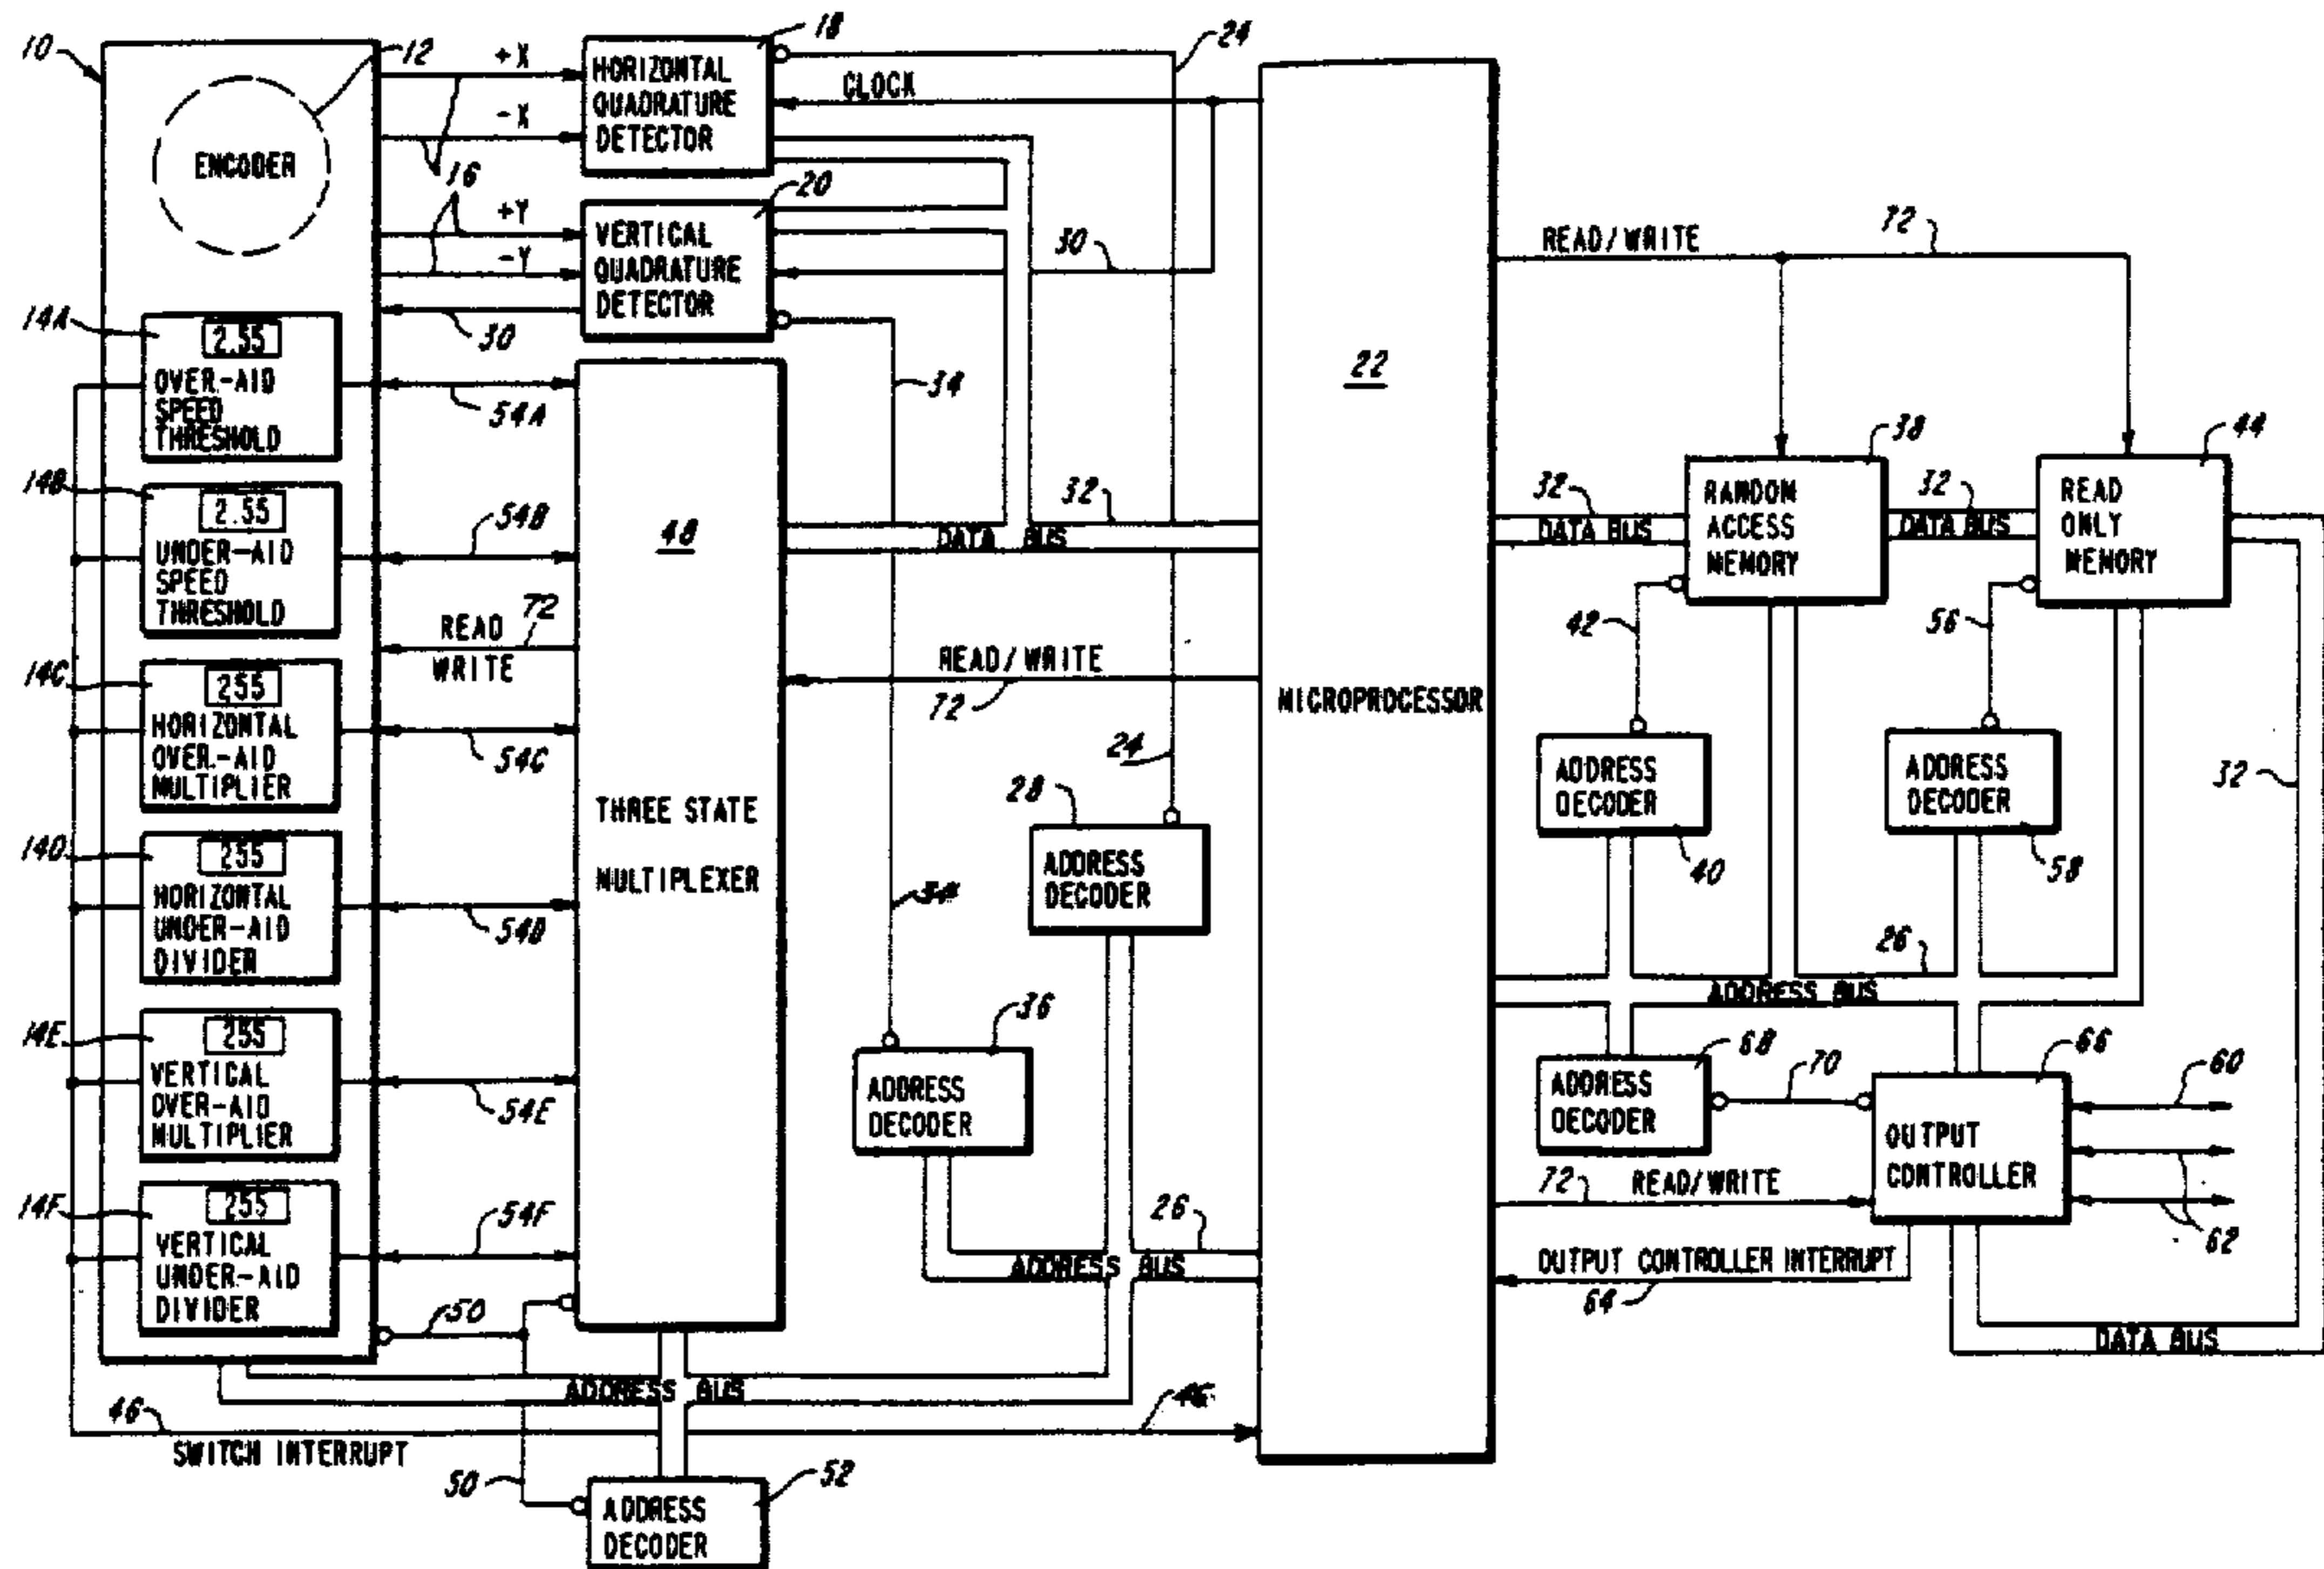 10
12
ENCODER
+X
-X
16
+Y
-Y
30
18
HORIZONTAL
QUADRATURE
DETECTOR
20
VERTICAL
QUADRATURE
DETECTOR
CLOCK
24
30
34
14A
2.55
OVER-AID
SPEED
THRESHOLD
54A
14B
2.55
UNDER-AID
SPEED
THRESHOLD
54B
READ
WRITE
72
14C
255
HORIZONTAL
OVER-AID
MULTIPLIER
54C
14D
255
HORIZONTAL
UNDER-AID
DIVIDER
54D
14E
255
VERTICAL
OVER-AID
MULTIPLIER
54E
14F
255
VERTICAL
UNDER-AID
DIVIDER
54F
50
48
THREE STATE
MULTIPLEXER
32
DATA BUS
READ/WRITE
72
24
28
ADDRESS
DECODER
34
36
ADDRESS
DECODER
26
ADDRESS BUS
ADDRESS BUS
46
SWITCH INTERRUPT
46
50
52
ADDRESS
DECODER
22
MICROPROCESSOR
READ/WRITE
72
32
DATA BUS
38
RANDOM
ACCESS
MEMORY
32
DATA BUS
44
READ
ONLY
MEMORY
42
56
ADDRESS
DECODER
40
ADDRESS
DECODER
58
32
26
ADDRESS BUS
68
ADDRESS
DECODER
70
66
OUTPUT
CONTROLLER
60
62
72
READ/WRITE
OUTPUT CONTROLLER INTERRUPT
64
DATA BUS